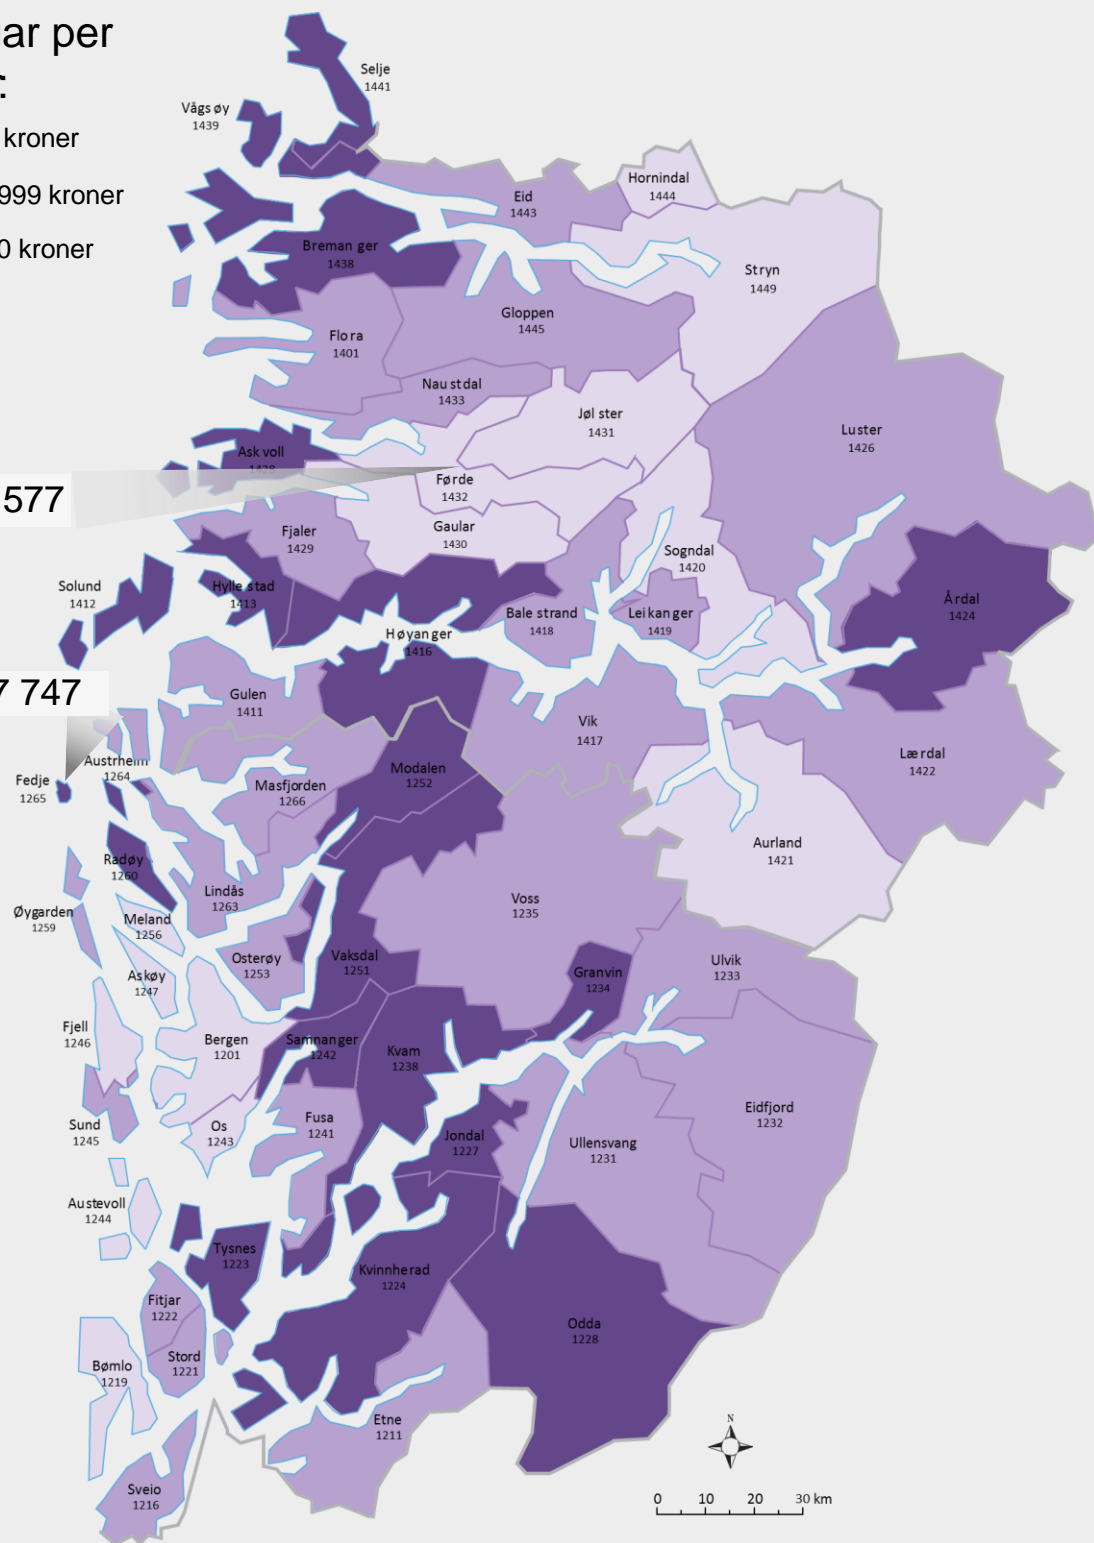 ar per
:
kroner
999 kroner
0 kroner
Selje
1441
Vågsøy
1439
Hornindal
1444
Eid
1443
Bremanger
1438
Stryn
1449
Gloppen
1445
Flora
1401
Naustdal
1433
Jølster
1431
Luster
1426
Askvoll
1428
577
Førde
1432
Gaular
1430
Fjaler
1429
Sogndal
1420
Solund
1412
Hyllestad
1413
Årdal
1424
Balestrand
1418
Leikanger
1419
Høyanger
1416
7 747
Gulen
1411
Vik
1417
Lærdal
1422
Austrheim
1264
Modalen
1252
Fedje
1265
Masfjorden
1266
Aurland
1421
Radøy
1260
Lindås
1263
Voss
1235
Øygarden
1259
Meland
1256
Osterøy
1253
Vaksdal
1251
Ulvik
1233
Granvin
1234
Askøy
1247
Fjell
1246
Bergen
1201
Samnanger
1242
Kvam
1238
Eidfjord
1232
Sund
1245
Os
1243
Fusa
1241
Jondal
1227
Ullensvang
1231
Austevoll
1244
Tysnes
1223
Kvinnherad
1224
Fitjar
1222
Odda
1228
Stord
1221
Bømlo
1219
Etne
1211
N
Sveio
1216
0 10 20 30 km